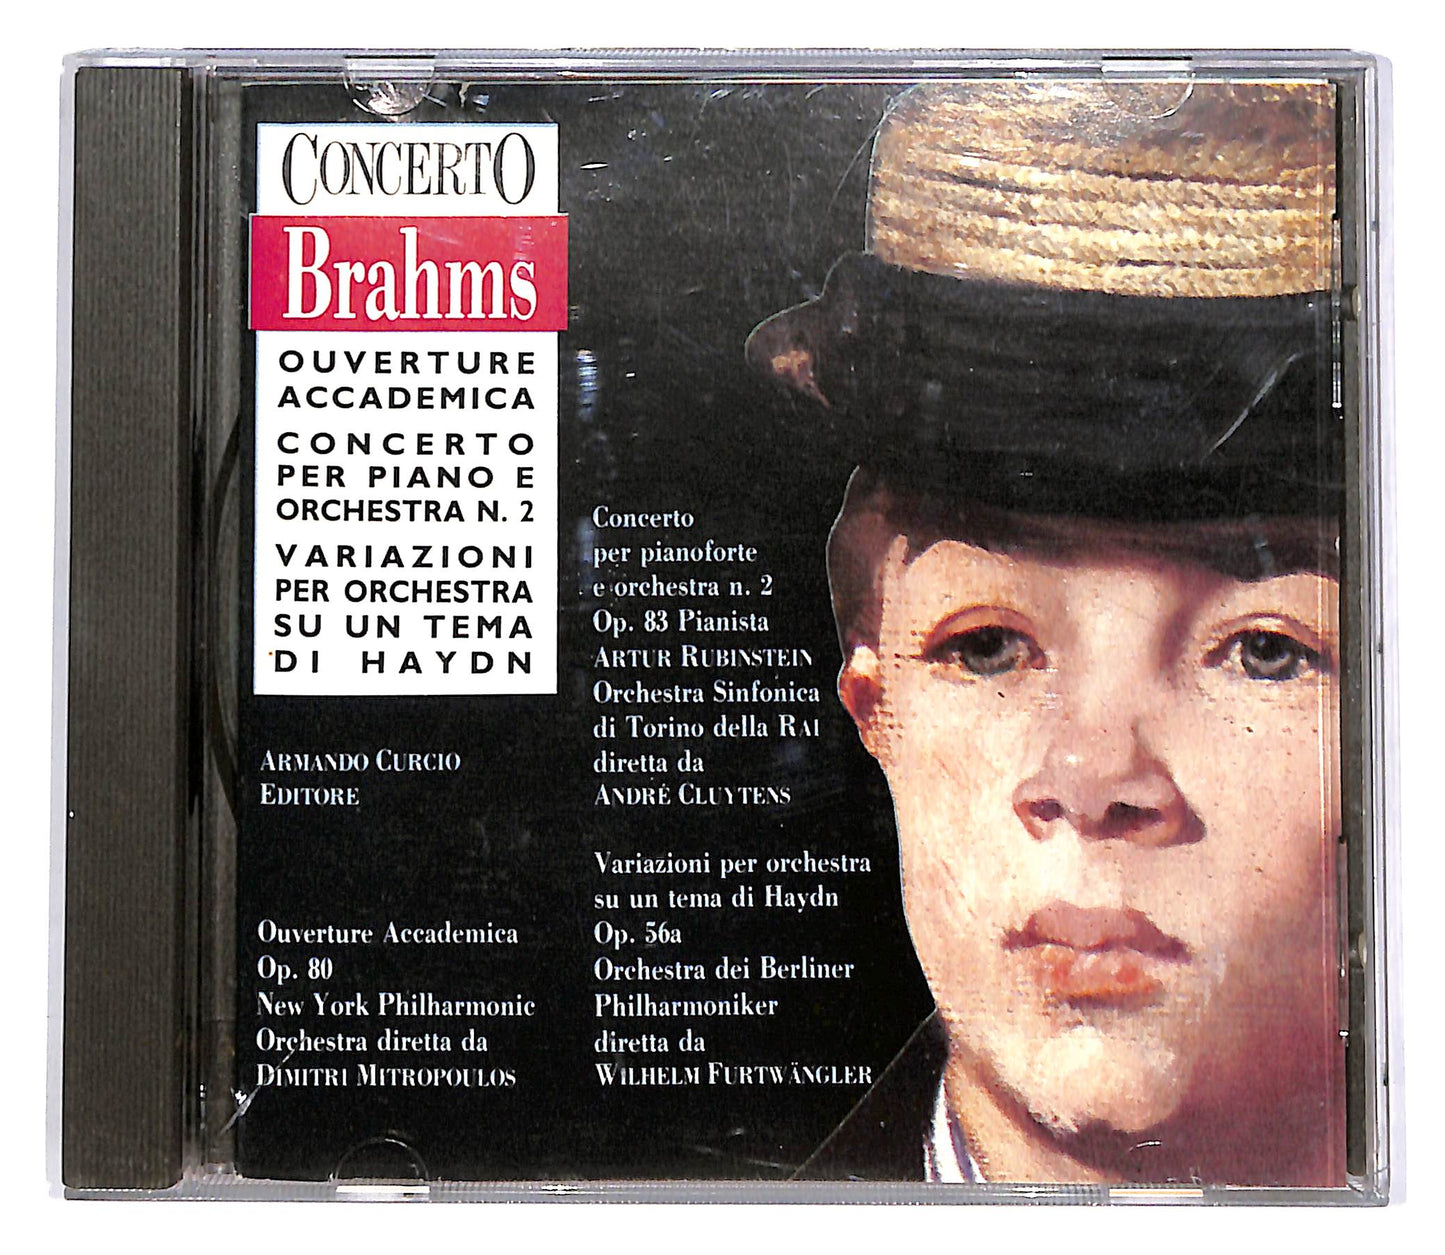 CONCERTO
Brahms
OUVERTURE
ACCADEMICA
CONCERTO
PER PIANO E
ORCHESTRA N. 2
VARIAZIONI
PER ORCHESTRA
SU UN TEMA
DI HAYDN
ARMANDO CURCIO
EDITORE
Ouverture Accademica
Op. 80
New York Philharmonic
Orchestra diretta da
DIMITRI MITROPOULOS
Concerto
per pianoforte
e orchestra n. 2
Op. 83 Pianista
ARTUR RUBINSTEIN
Orchestra Sinfonica
di Torino della RAI
diretta da
ANDRÉ CLUYTENS
Variazioni per orchestra
su un tema di Haydn
Op. 56a
Orchestra dei Berliner
Philharmoniker
diretta da
WILHELM FURTWÄNGLER